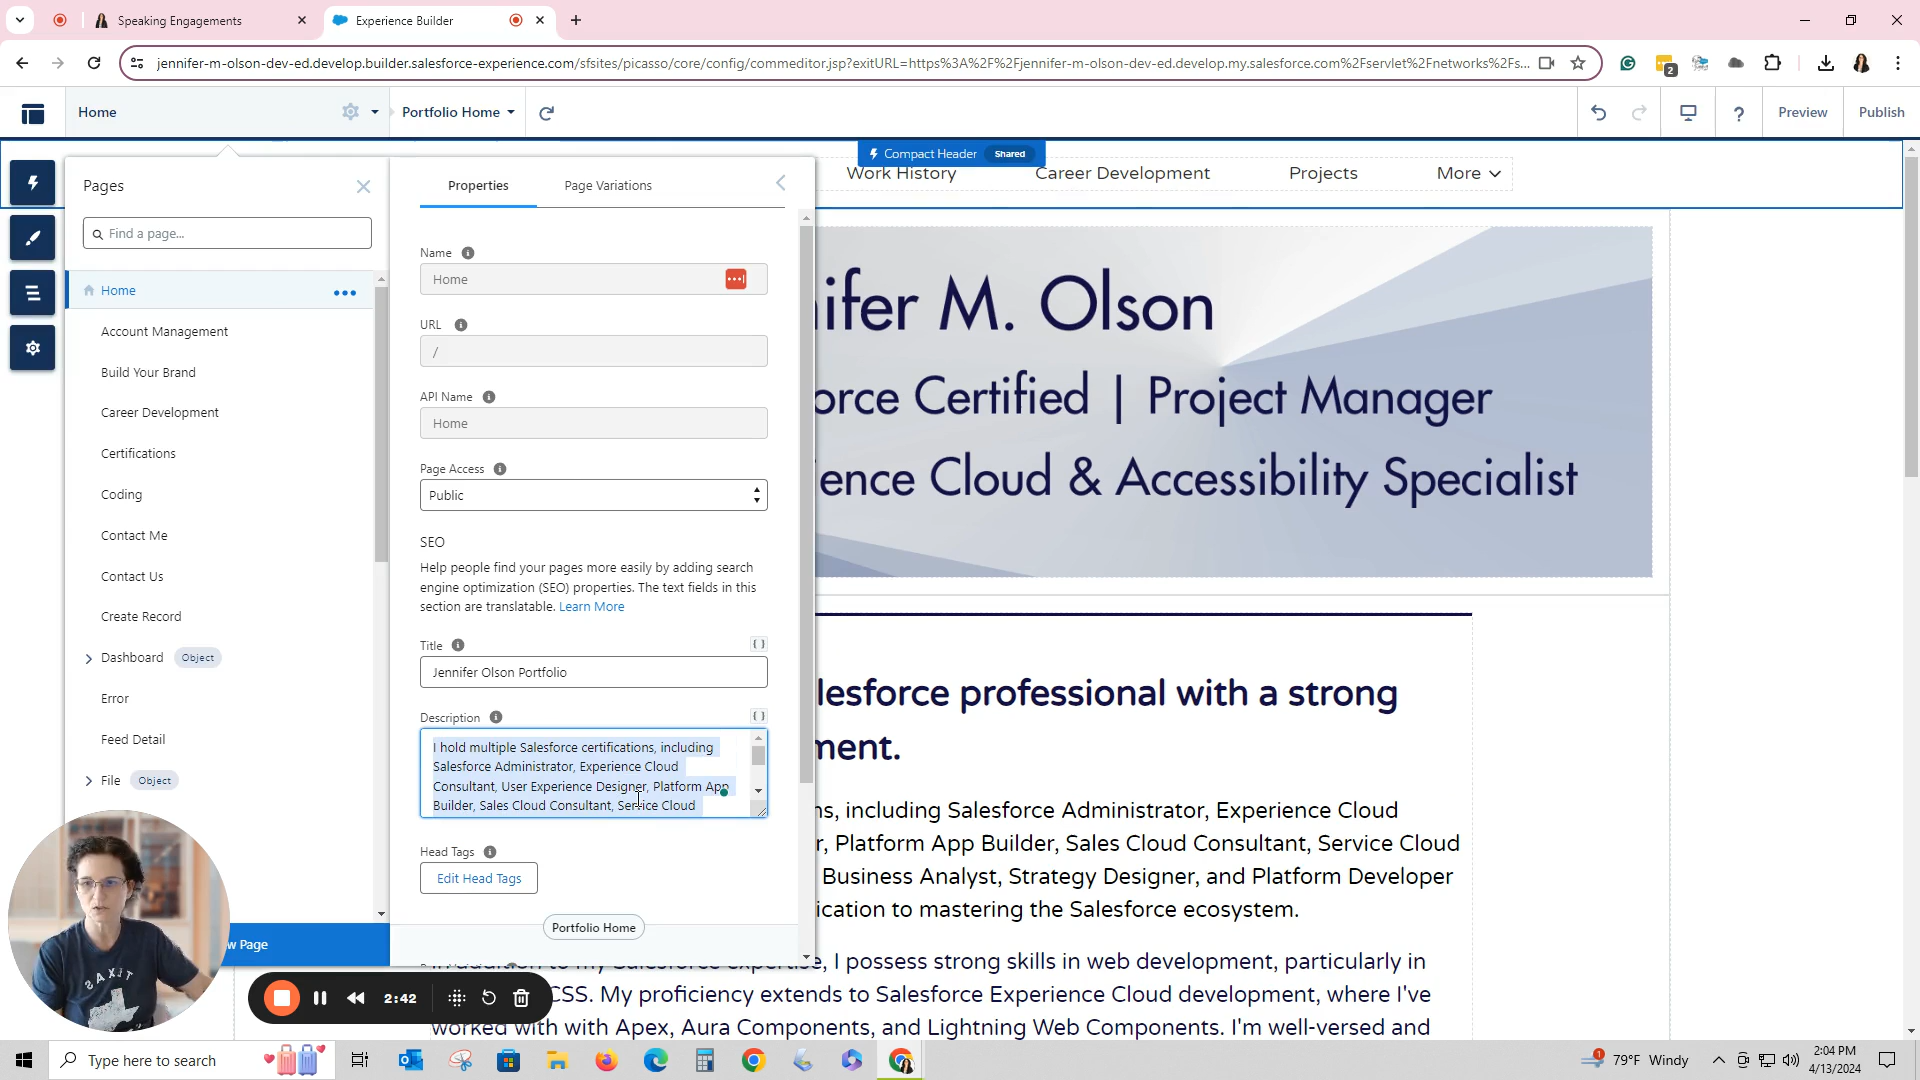 Speaking Engagements
Experience Builder
jennifer-m-olson-dev-ed.develop.builder.salesforce-experience.com/sfsites/picasso/core/config/commeditor.jsp?exitURL=https%3A%2F%2Fjennifer-m-olson-dev-ed.develop.my.salesforce.com%2Fservlet%2Fnetworks%2Fs...
2
Home
Portfolio Home
?
Preview
Publish
Compact Header
Shared
Work History
Career Development
Projects
More
Pages
Find a page...
Home
Account Management
Build Your Brand
Career Development
Certifications
Coding
Contact Me
Contact Us
Create Record
Dashboard
Object
Error
Feed Detail
File
Object
w Page
Properties
Page Variations
Name
Home
URL
/
API Name
Home
Page Access
Public
SEO
Help people find your pages more easily by adding search
engine optimization (SEO) properties. The text fields in this
section are translatable. Learn More
Title
{ }
Jennifer Olson Portfolio
Description
{ }
I hold multiple Salesforce certifications, including
Salesforce Administrator, Experience Cloud
Consultant, User Experience Designer, Platform App
Builder, Sales Cloud Consultant, Service Cloud
Head Tags
Edit Head Tags
Portfolio Home
nifer M. Olson
orce Certified | Project Manager
ience Cloud & Accessibility Specialist
lesforce professional with a strong
ment.
ns, including Salesforce Administrator, Experience Cloud
r, Platform App Builder, Sales Cloud Consultant, Service Cloud
Business Analyst, Strategy Designer, and Platform Developer
ication to mastering the Salesforce ecosystem.
In addition to my Salesforce expertise, I possess strong skills in web development, particularly in
CSS. My proficiency extends to Salesforce Experience Cloud development, where I've
worked with with Apex, Aura Components, and Lightning Web Components. I'm well-versed and
TEXAS
2:42
Type here to search
1
79°F Windy
2:04 PM
4/13/2024